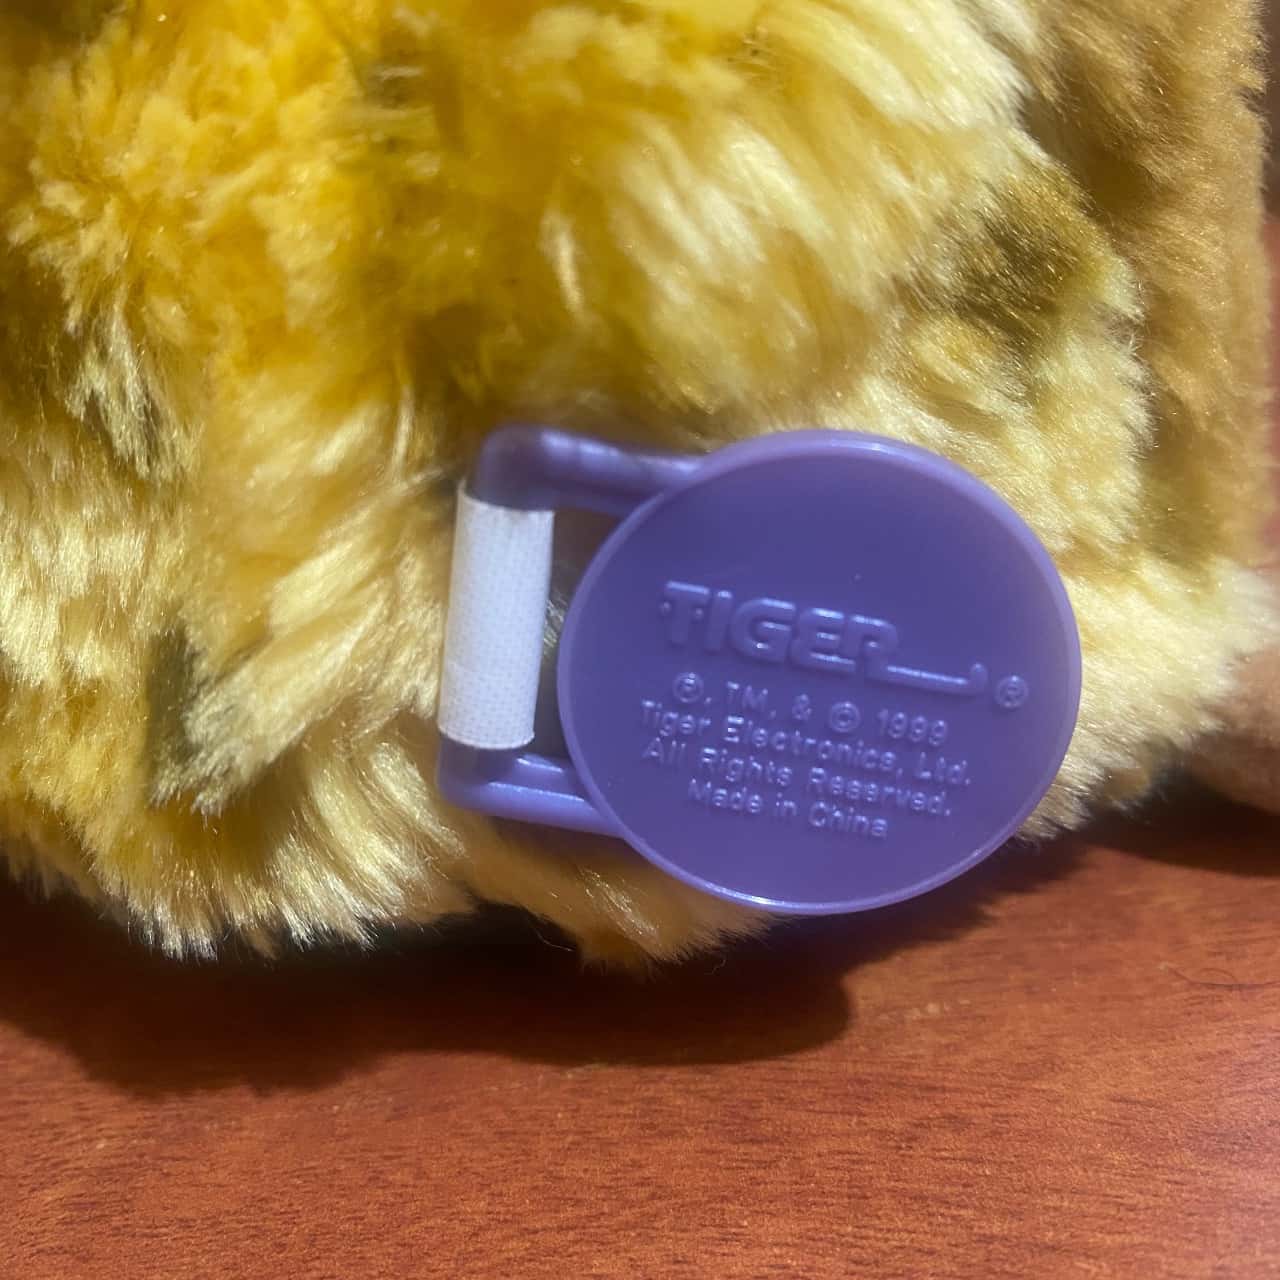 TIGER ®
®, TM, & © 1999
Tiger Electronics, Ltd.
All Rights Reserved.
Made in China